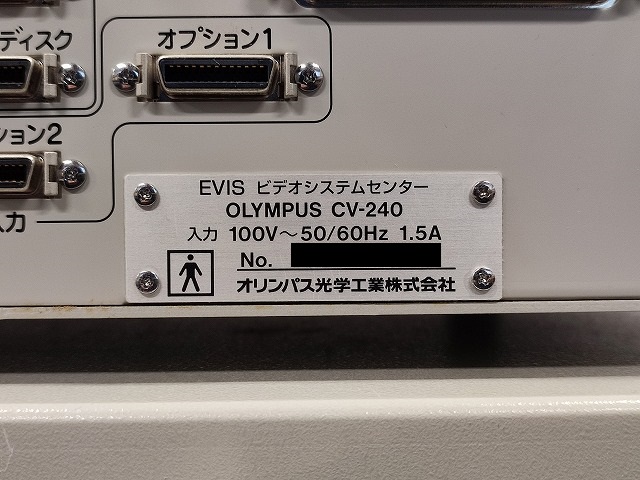 ディスク
オプション1
ション2
入力
EVIS ビデオシステムセンター
OLYMPUS CV-240
入力 100V～50/60Hz 1.5A
No.
オリンパス光学工業株式会社